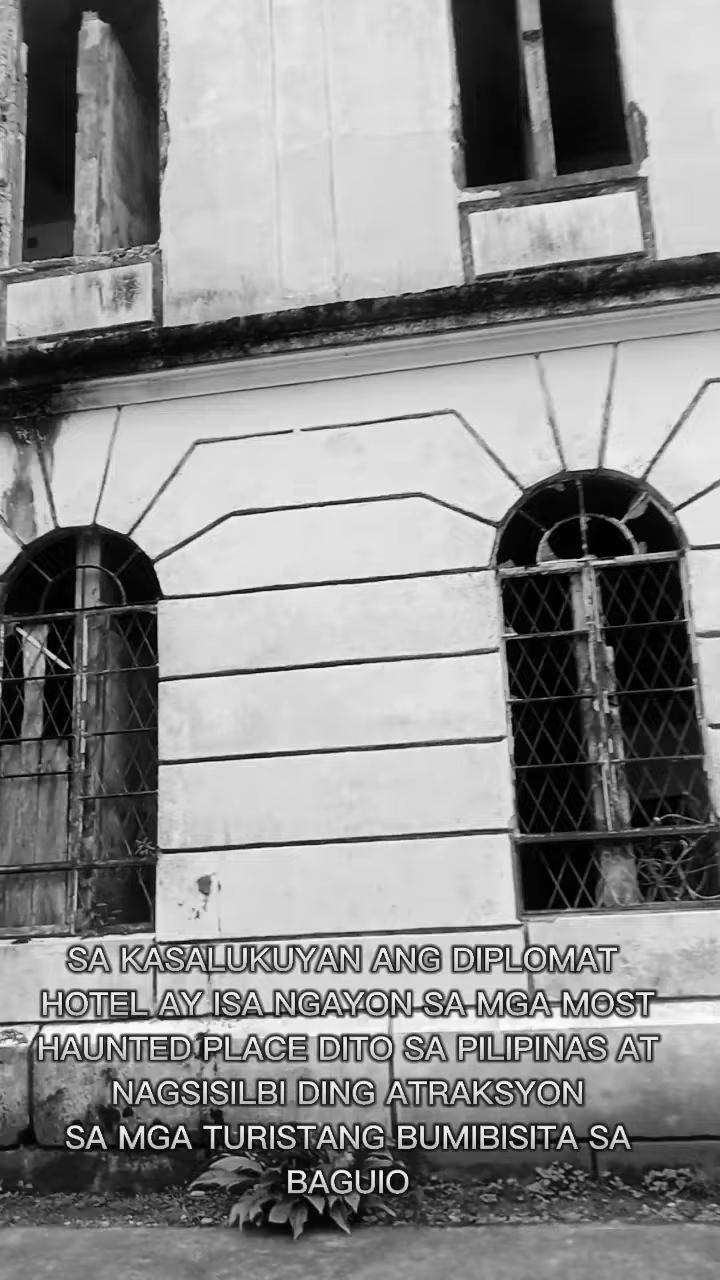 SA KASALUKUYAN ANG DIPLOMAT
HOTEL AY ISA NGAYON SA MGA MOST
HAUNTED PLACE DITO SA PILIPINAS AT
NAGSISILBI DING ATRAKSYON
SA MGA TURISTANG BUMIBISITA SA
BAGUIO